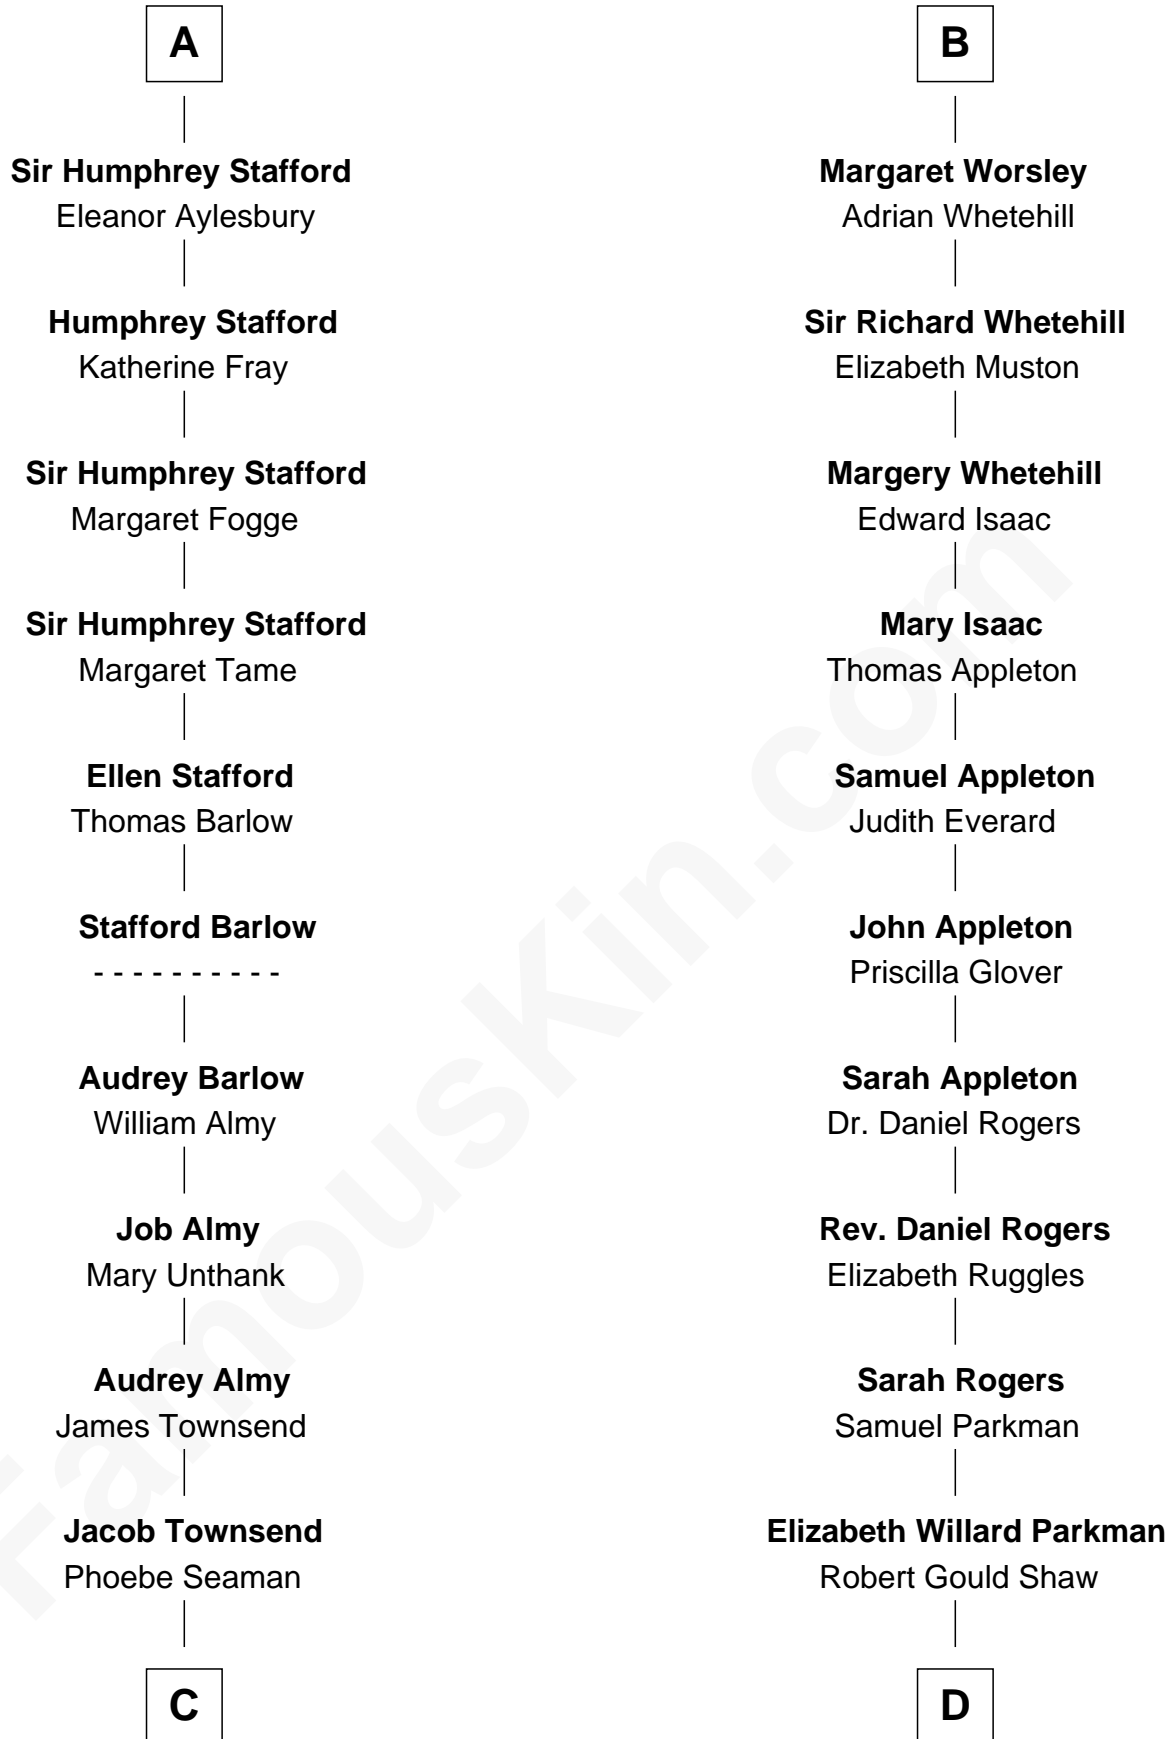 A
Sir Humphrey Stafford
Eleanor Aylesbury
Humphrey Stafford
Katherine Fray
Sir Humphrey Stafford
Margaret Fogge
Sir Humphrey Stafford
Margaret Tame
Ellen Stafford
Thomas Barlow
Stafford Barlow
- - - - - - - - - -
Audrey Barlow
William Almy
Job Almy
Mary Unthank
Audrey Almy
James Townsend
Jacob Townsend
Phoebe Seaman
C
B
Margaret Worsley
Adrian Whetehill
Sir Richard Whetehill
Elizabeth Muston
Margery Whetehill
Edward Isaac
Mary Isaac
Thomas Appleton
Samuel Appleton
Judith Everard
John Appleton
Priscilla Glover
Sarah Appleton
Dr. Daniel Rogers
Rev. Daniel Rogers
Elizabeth Ruggles
Sarah Rogers
Samuel Parkman
Elizabeth Willard Parkman
Robert Gould Shaw
D
FamousKin.com